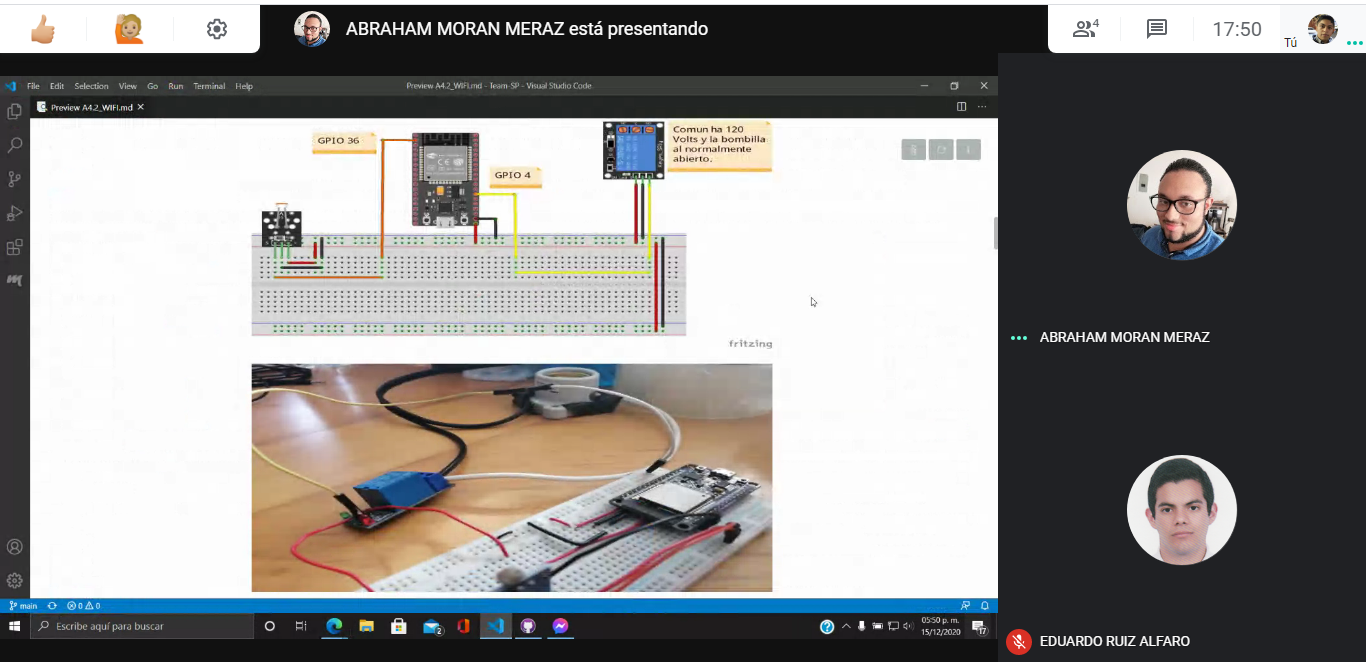 ABRAHAM MORAN MERAZ está presentando
4
17:50
Tú
File Edit Selection View Go Run Terminal Help
Preview A4.2_WIFI.md - Team-SP - Visual Studio Code
Preview A4.2_WIFI.md
GPIO 36
GPIO 4
Comun ha 120
Volts y la bombilla
al normalmente
abierto.
fritzing
ABRAHAM MORAN MERAZ
EDUARDO RUIZ ALFARO
main
0 0
Escribe aquí para buscar
2
05:50 p. m.
15/12/2020
17